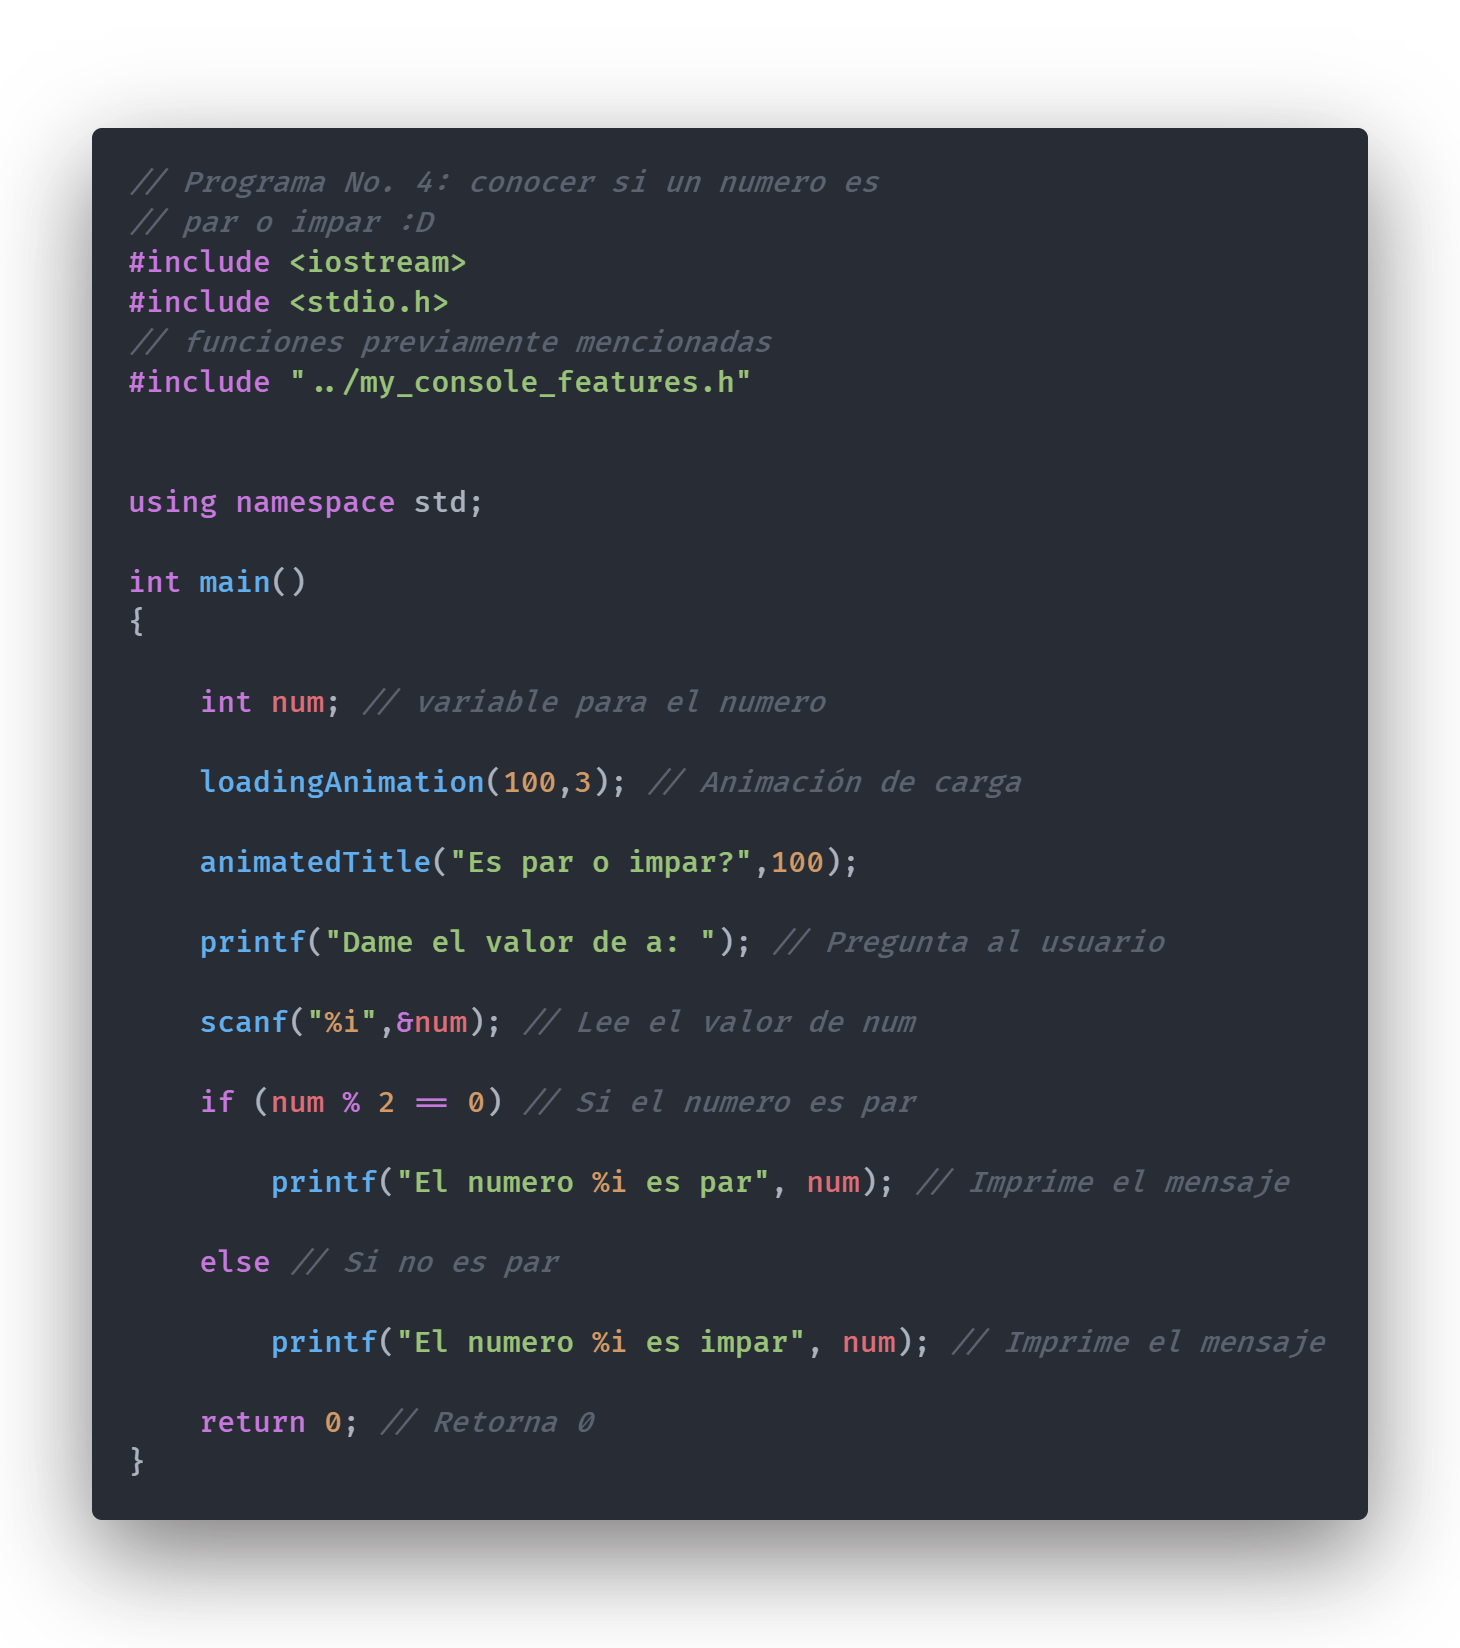 // Programa No. 4: conocer si un numero es
// par o impar :D
#include <iostream>
#include <stdio.h>
// funciones previamente mencionadas
#include "../my_console_features.h"
using namespace std;
int main()
{
int num; // variable para el numero
loadingAnimation(100,3); // Animación de carga
animatedTitle("Es par o impar?",100);
printf("Dame el valor de a: "); // Pregunta al usuario
scanf("%i",&num); // Lee el valor de num
if (num % 2 == 0) // Si el numero es par
printf("El numero %i es par", num); // Imprime el mensaje
else // Si no es par
printf("El numero %i es impar", num); // Imprime el mensaje
return 0; // Retorna 0
}